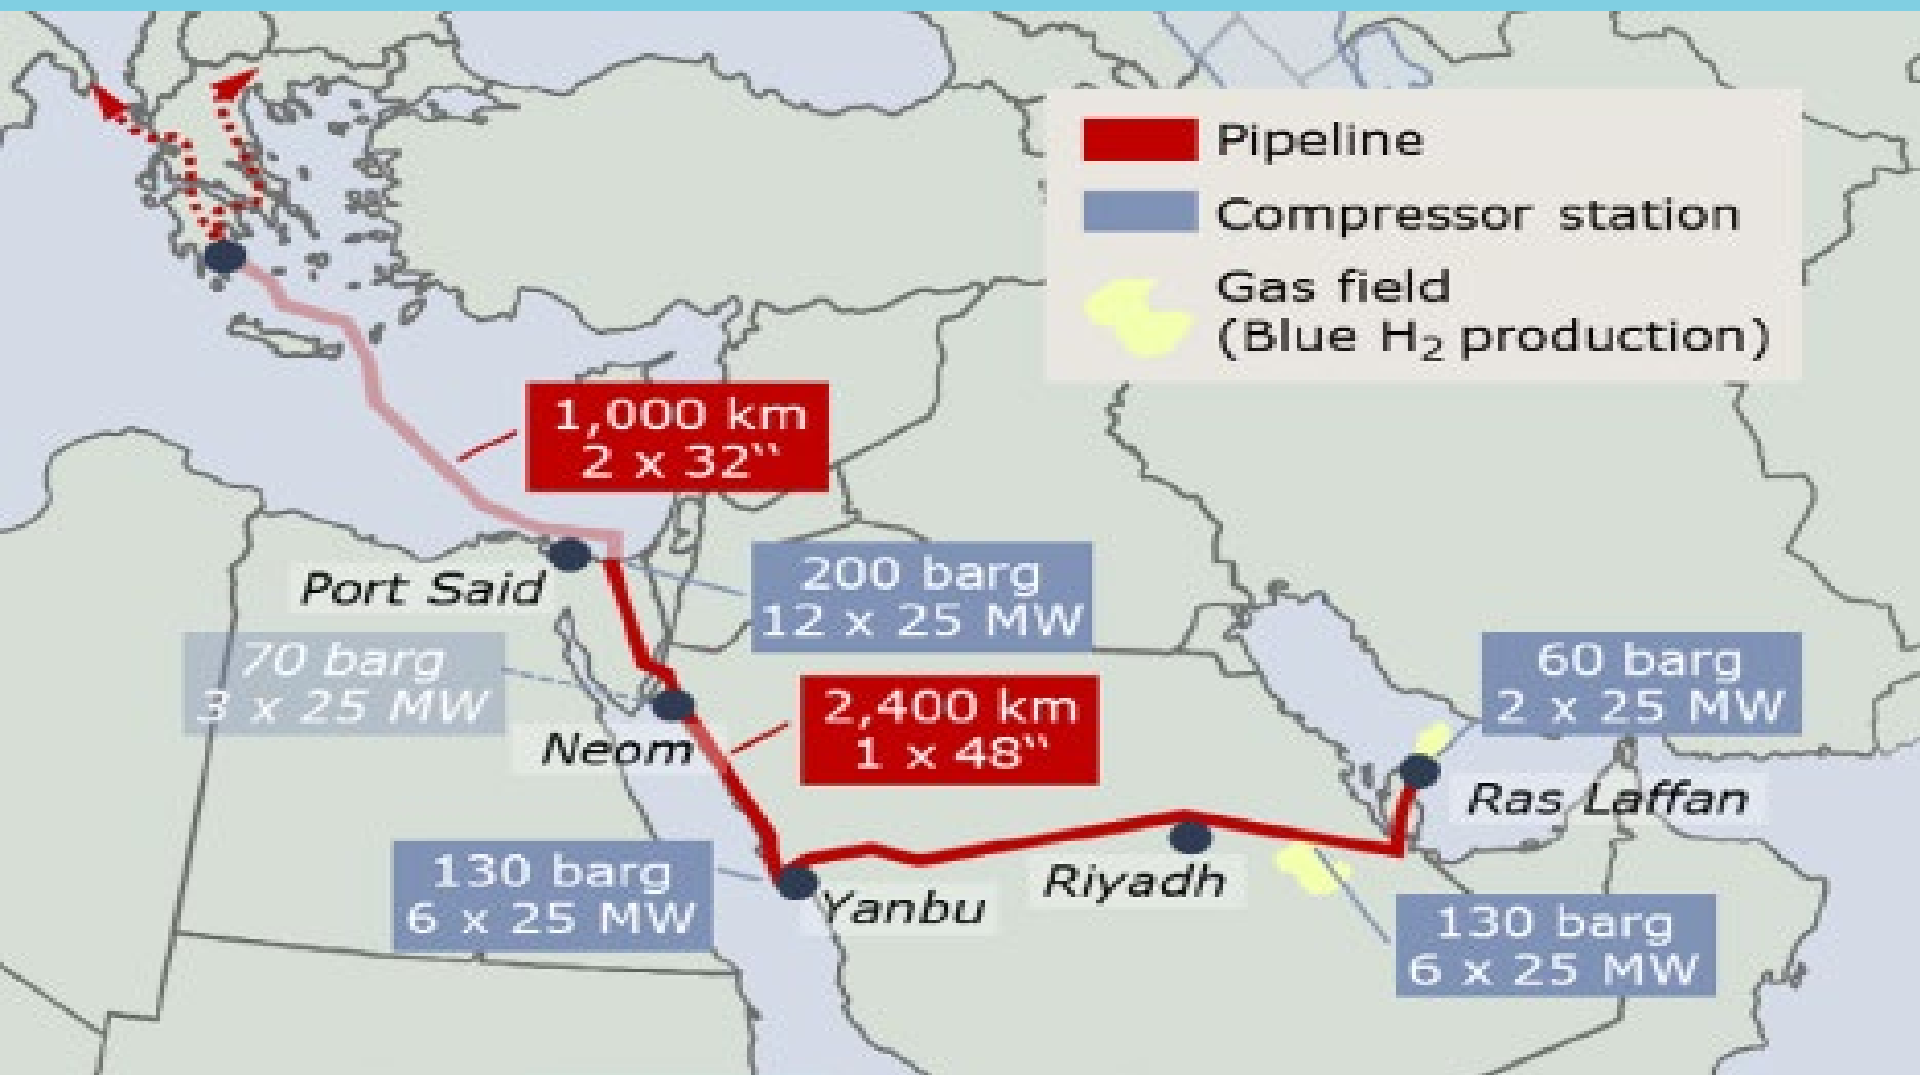 Pipeline
Compressor station
Gas field
(Blue H₂ production)
1,000 km
2 x 32‟
Port Said
200 barg
12 x 25 MW
70 barg
3 x 25 MW
Neom
2,400 km
1 x 48‟
60 barg
2 x 25 MW
Ras Laffan
130 barg
6 x 25 MW
Yanbu
Riyadh
130 barg
6 x 25 MW